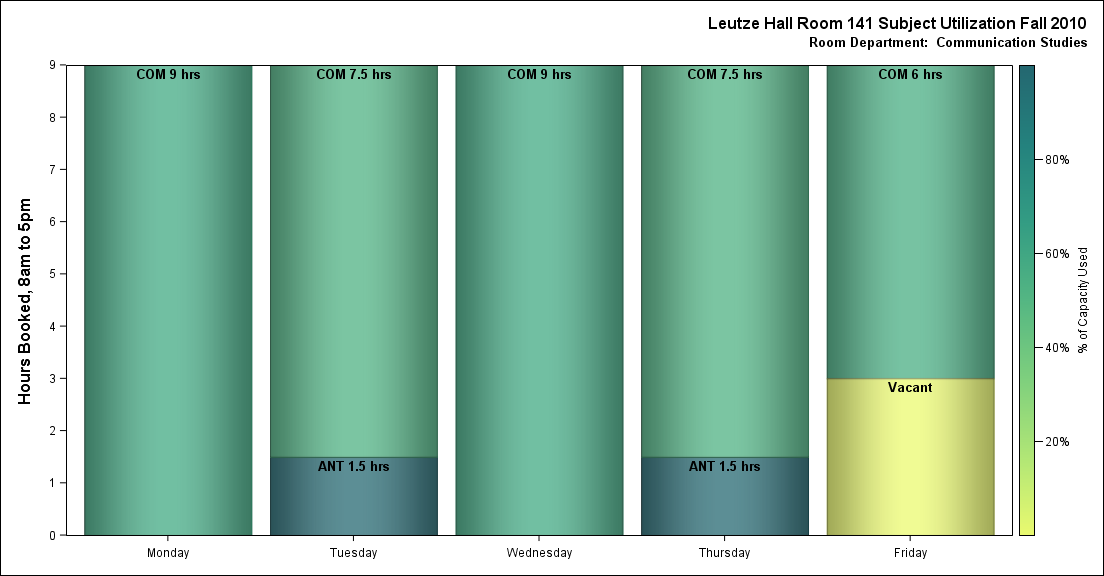 Leutze Hall Room 141 Subject Utilization Fall 2010
Room Department:  Communication Studies
Hours Booked, 8am to 5pm
9
8
7
6
5
4
3
2
1
0
COM 9 hrs
COM 7.5 hrs
COM 9 hrs
COM 7.5 hrs
COM 6 hrs
Vacant
ANT 1.5 hrs
ANT 1.5 hrs
Monday
Tuesday
Wednesday
Thursday
Friday
80%
60%
40%
20%
% of Capacity Used